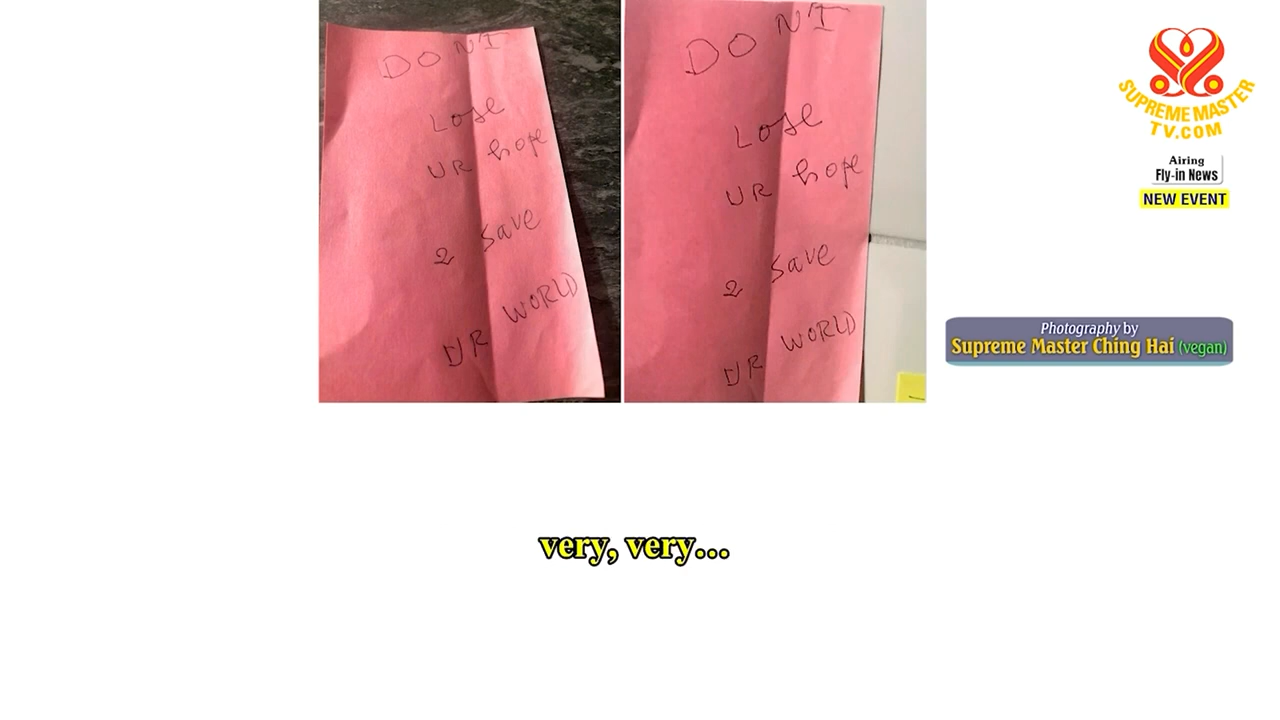 DONT
Lose
UR hope
2 save
UR WORLD
DONT
Lose
UR hope
2 save
UR WORLD
SUPREME MASTER
TV.COM
Airing
Fly-in News
NEW EVENT
Photography by
Supreme Master Ching Hai (vegan)
very, very...